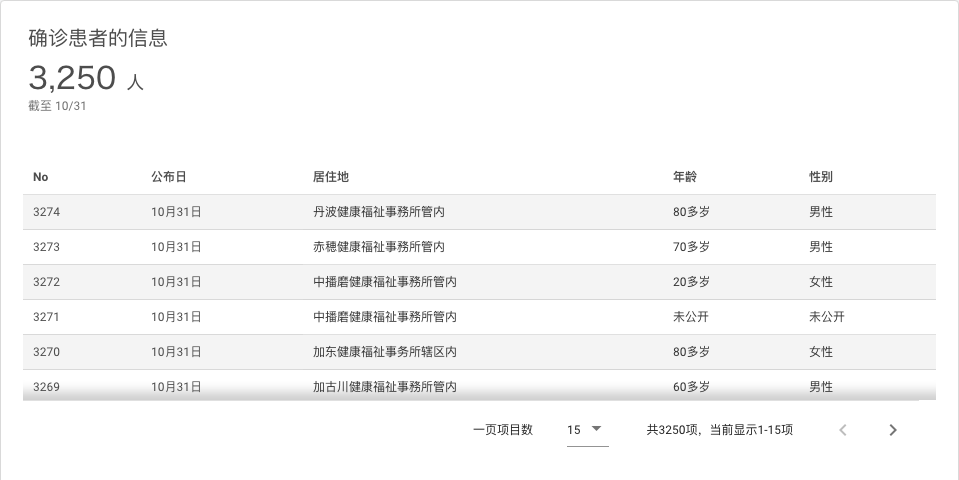 确诊患者的信息
3,250 人
截至 10/31
No 公布日 居住地 年龄 性别
3274 10月31日 丹波健康福祉事務所管内 80多岁 男性
3273 10月31日 赤穂健康福祉事務所管内 70多岁 男性
3272 10月31日 中播磨健康福祉事務所管内 20多岁 女性
3271 10月31日 中播磨健康福祉事務所管内 未公开 未公开
3270 10月31日 加东健康福祉事务所辖区内 80多岁 女性
3269 10月31日 加古川健康福祉事務所管内 60多岁 男性
一页项目数 15 共3250项，当前显示1-15项